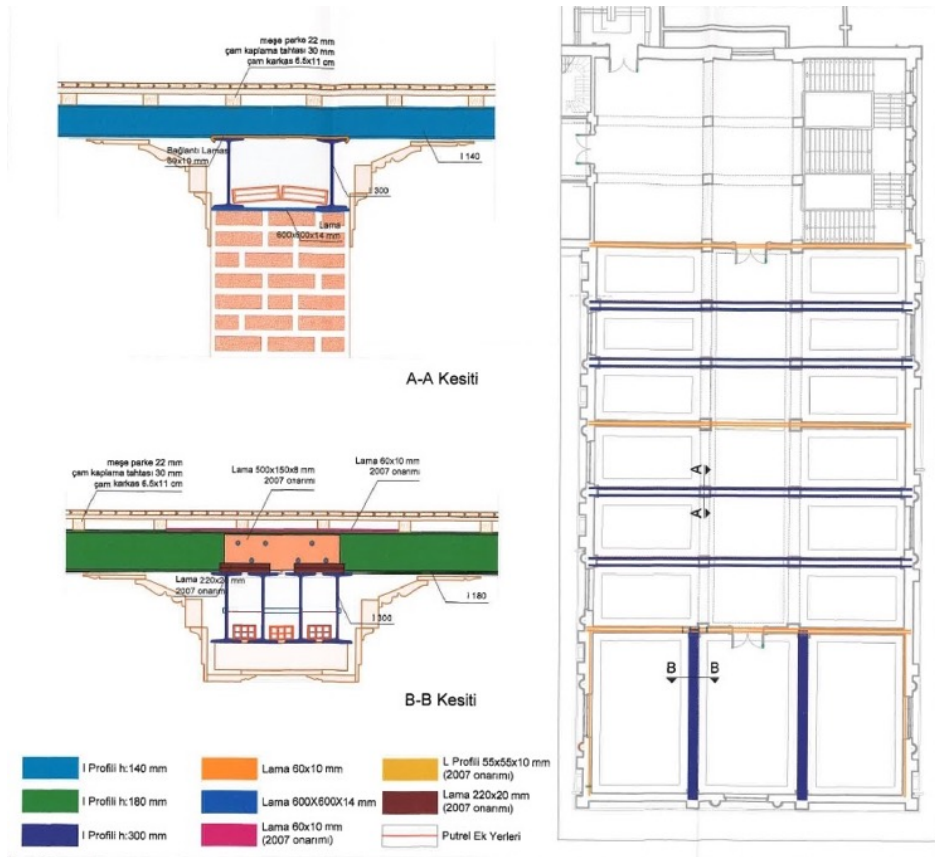 meşe parke 22 mm
çam kaplama tahtası 30 mm
çam karkas 6.5x11 cm
Bağlantı Laması
60x10 mm
I 140
I 300
Lama
600x600x14 mm
A-A Kesiti
meşe parke 22 mm
çam kaplama tahtası 30 mm
çam karkas 6.5x11 cm
Lama 500x150x8 mm
2007 onarımı
Lama 60x10 mm
2007 onarımı
Lama 220x20 mm
2007 onarımı
I 180
I 300
B-B Kesiti
A
A
B B
I Profili h:140 mm
I Profili h:180 mm
I Profili h:300 mm
Lama 60x10 mm
Lama 600X600X14 mm
Lama 60x10 mm
(2007 onarımı)
L Profili 55x55x10 mm
(2007 onarımı)
Lama 220x20 mm
(2007 onarımı)
Putrel Ek Yerleri